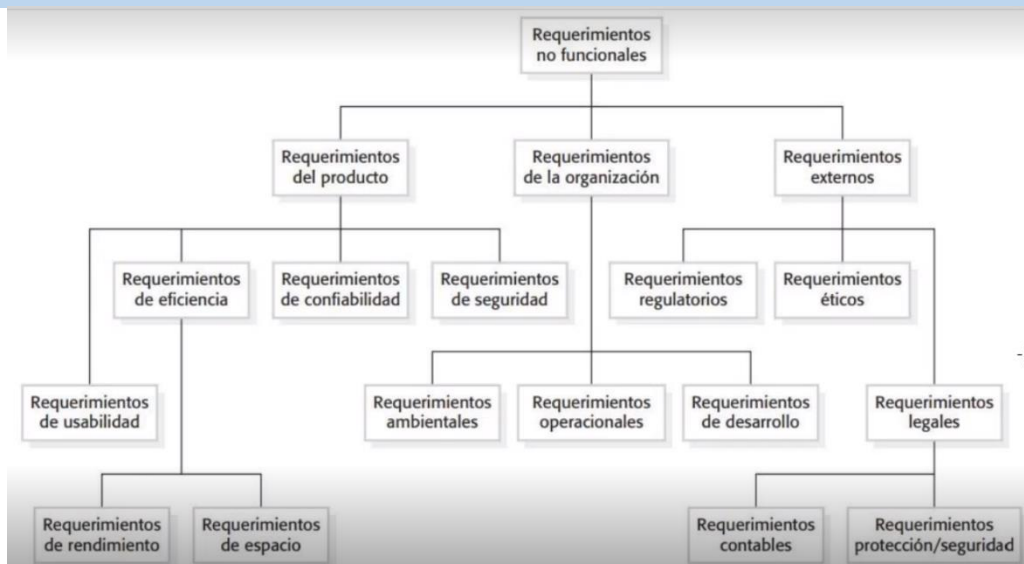 Requerimientos
no funcionales
Requerimientos
del producto
Requerimientos
de la organización
Requerimientos
externos
Requerimientos
de eficiencia
Requerimientos
de confiabilidad
Requerimientos
de seguridad
Requerimientos
regulatorios
Requerimientos
éticos
Requerimientos
de usabilidad
Requerimientos
ambientales
Requerimientos
operacionales
Requerimientos
de desarrollo
Requerimientos
legales
Requerimientos
de rendimiento
Requerimientos
de espacio
Requerimientos
contables
Requerimientos
protección/seguridad